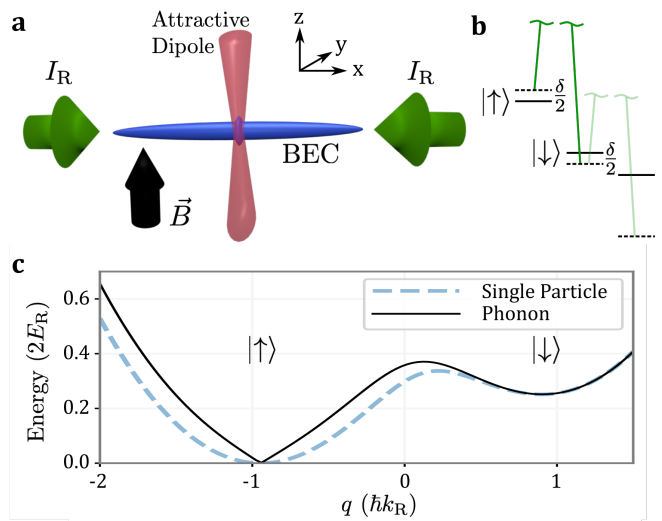 a
Attractive
Dipole
z
y
x
I_R
I_R
BEC
B⃗
b
δ/2
|↑⟩
|↓⟩
δ/2
c
Energy (2E_R)
0.6
0.4
0.2
0.0
Single Particle
Phonon
|↑⟩
|↓⟩
-2
-1
0
1
q (ħk_R)